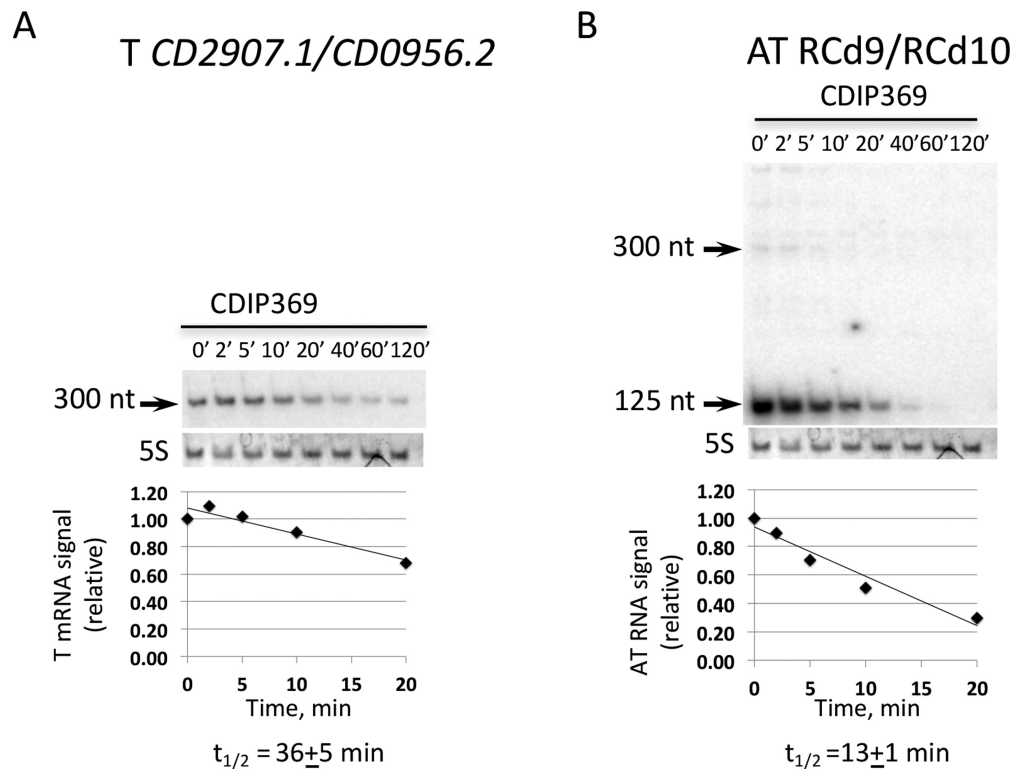 A
T CD2907.1/CD0956.2
CDIP369
0’ 2’ 5’ 10’ 20’ 40’ 60’ 120’
300 nt
5S
1.20
1.00
0.80
0.60
0.40
0.20
0.00
T mRNA signal
(relative)
0 5 10 15 20
Time, min
t1/2 = 36±5 min
B
AT RCd9/RCd10
CDIP369
0’ 2’ 5’ 10’ 20’ 40’ 60’ 120’
300 nt
125 nt
5S
1.20
1.00
0.80
0.60
0.40
0.20
0.00
AT RNA signal
(relative)
0 5 10 15 20
Time, min
t1/2 =13±1 min